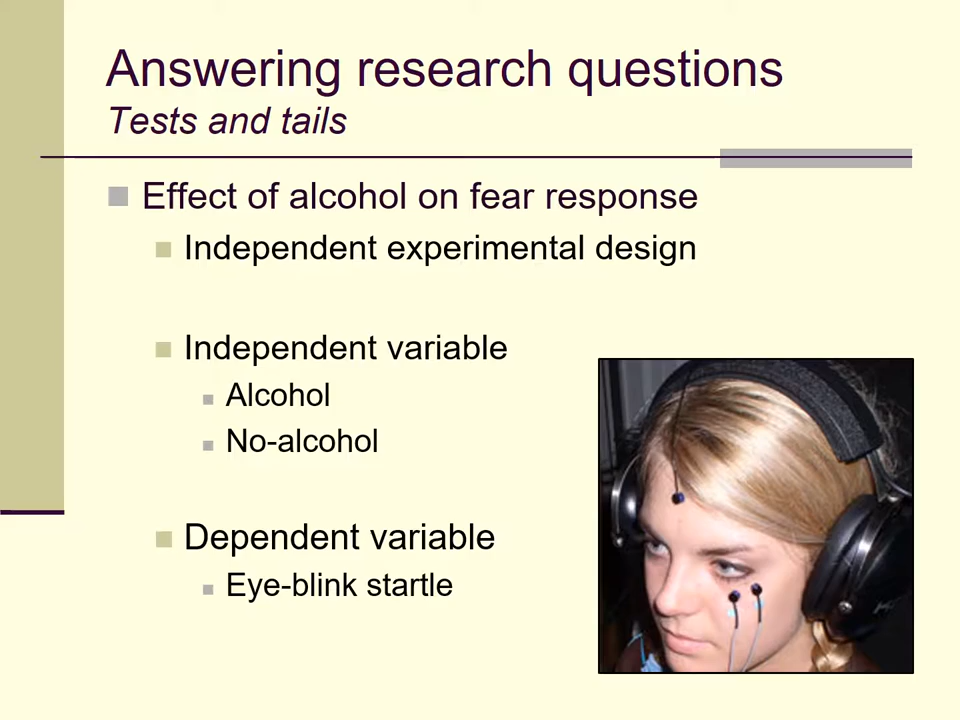 Answering research questions
Tests and tails
Effect of alcohol on fear response
Independent experimental design
Independent variable
Alcohol
No-alcohol
Dependent variable
Eye-blink startle